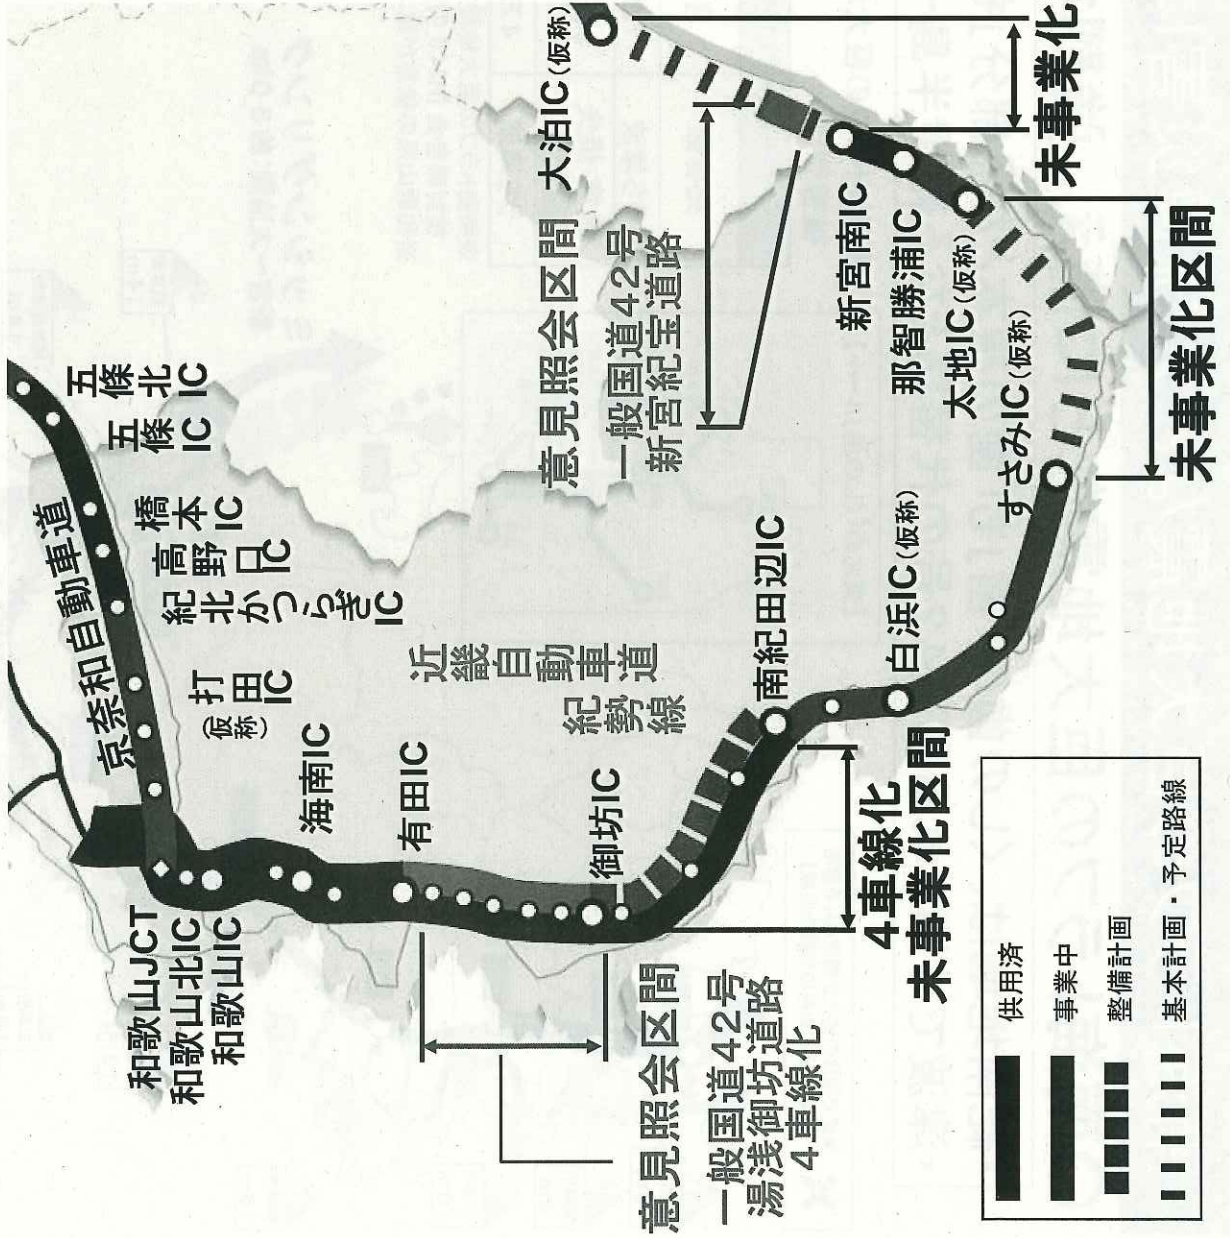 京奈和自動車道
五條北IC
五條IC
橋本IC
高野口IC
紀北かつらぎIC
打田IC
(仮称)
和歌山JCT
和歌山北IC
和歌山IC
海南IC
有田IC
御坊IC
近畿自動車道
紀勢線
南紀田辺IC
白浜IC(仮称)
すさみIC(仮称)
太地IC(仮称)
那智勝浦IC
新宮南IC
大泊IC(仮称)
意見照会区間
一般国道42号
新宮紀宝道路
未事業化
未事業化区間
4車線化
未事業化区間
意見照会区間
一般国道42号
湯浅御坊道路
4車線化
供用済
事業中
整備計画
基本計画・予定路線